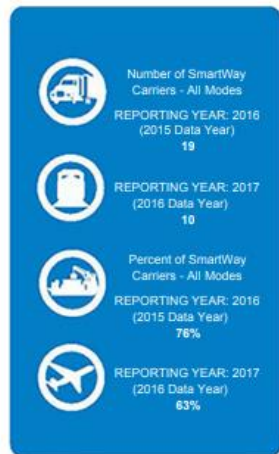 Number of SmartWay
Carriers - All Modes
REPORTING YEAR: 2016
(2015 Data Year)
19
REPORTING YEAR: 2017
(2016 Data Year)
10
Percent of SmartWay
Carriers - All Modes
REPORTING YEAR: 2016
(2015 Data Year)
76%
REPORTING YEAR: 2017
(2016 Data Year)
63%